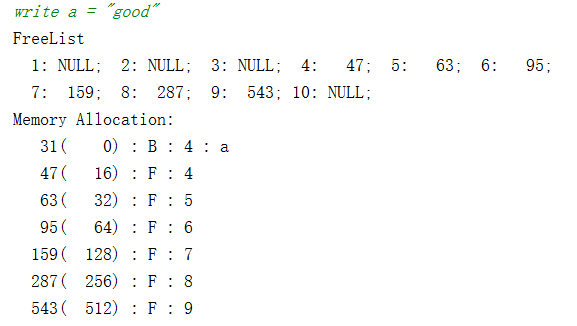 write a = "good"
FreeList
1: NULL; 2: NULL; 3: NULL; 4: 47; 5: 63; 6: 95;
7: 159; 8: 287; 9: 543; 10: NULL;
Memory Allocation:
31( 0) : B : 4 : a
47( 16) : F : 4
63( 32) : F : 5
95( 64) : F : 6
159( 128) : F : 7
287( 256) : F : 8
543( 512) : F : 9